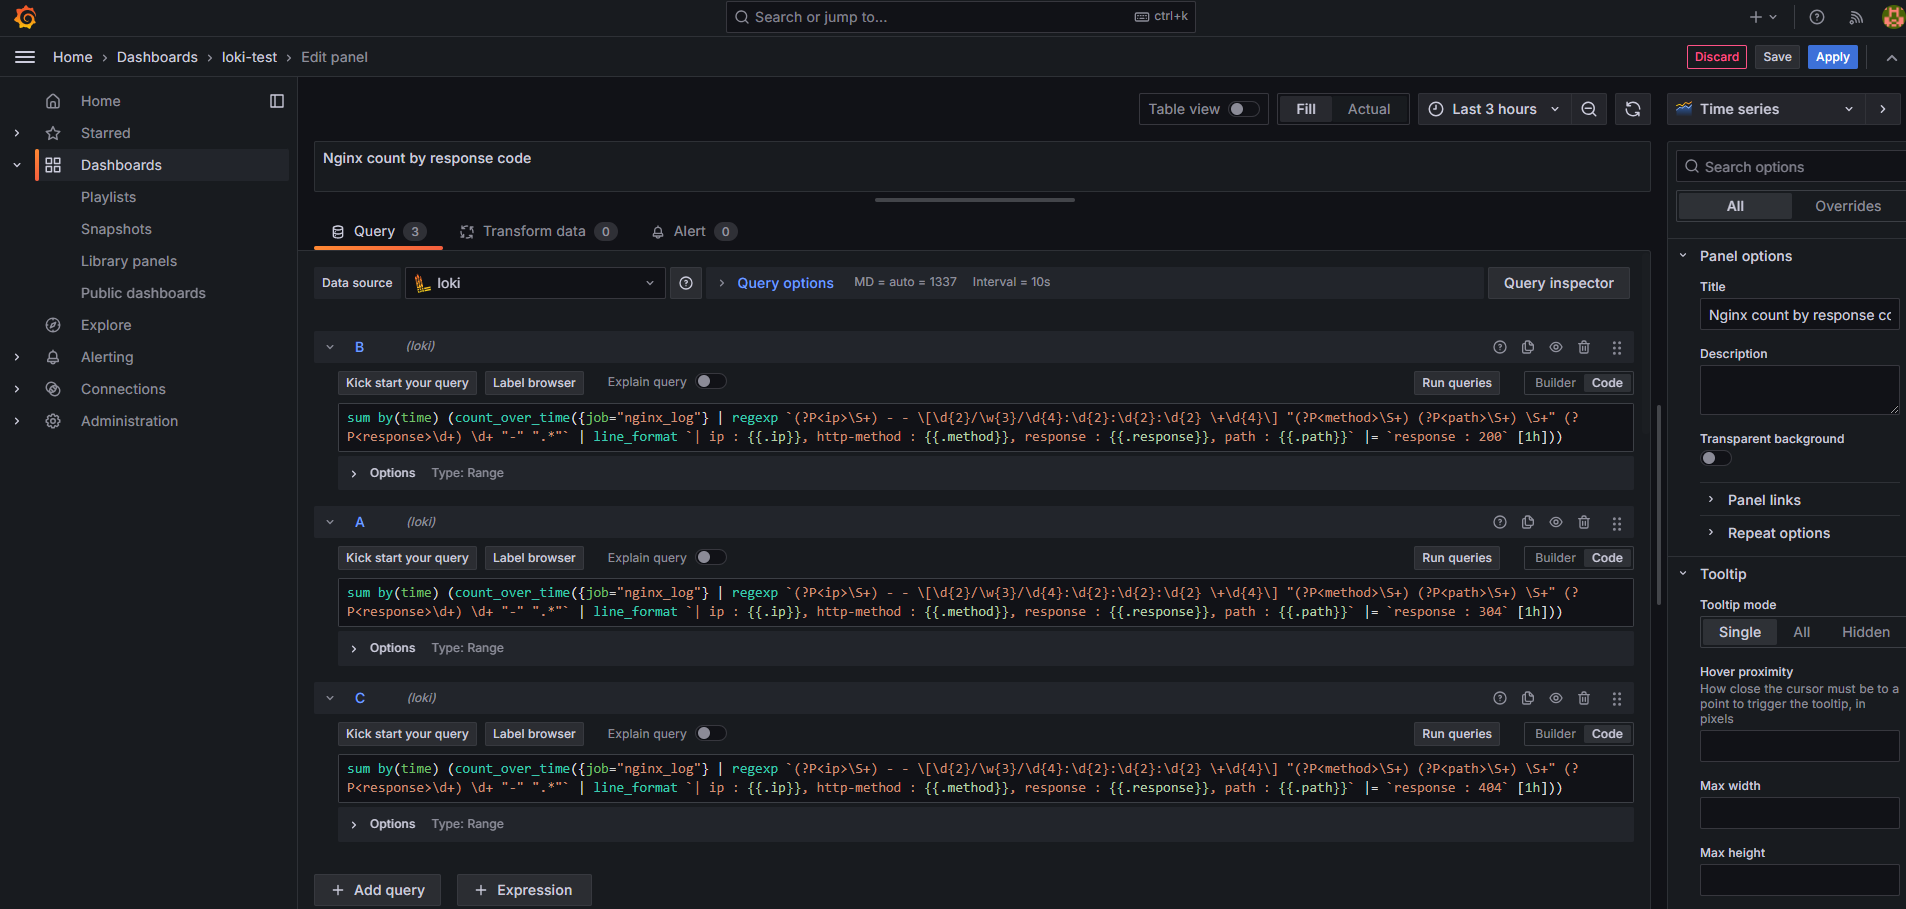 Search or jump to...
ctrl+k
Home › Dashboards › loki-test › Edit panel
Discard
Save
Apply
Home
Starred
Dashboards
Playlists
Snapshots
Library panels
Public dashboards
Explore
Alerting
Connections
Administration
Table view
Fill
Actual
Last 3 hours
Time series
Nginx count by response code
Query 3
Transform data 0
Alert 0
Data source
loki
Query options
MD = auto = 1337
Interval = 10s
Query inspector
B
(loki)
Kick start your query
Label browser
Explain query
Run queries
Builder
Code
sum by(time) (count_over_time({job="nginx_log"} | regexp `(?P<ip>\S+) - - \[\d{2}/\w{3}/\d{4}:\d{2}:\d{2}:\d{2} \+\d{4}\] "(?P<method>\S+) (?P<path>\S+) \S+" (?
P<response>\d+) \d+ "-" ".*"` | line_format `| ip : {{.ip}}, http-method : {{.method}}, response : {{.response}}, path : {{.path}}` |= `response : 200` [1h]))
Options
Type: Range
A
(loki)
Kick start your query
Label browser
Explain query
Run queries
Builder
Code
sum by(time) (count_over_time({job="nginx_log"} | regexp `(?P<ip>\S+) - - \[\d{2}/\w{3}/\d{4}:\d{2}:\d{2}:\d{2} \+\d{4}\] "(?P<method>\S+) (?P<path>\S+) \S+" (?
P<response>\d+) \d+ "-" ".*"` | line_format `| ip : {{.ip}}, http-method : {{.method}}, response : {{.response}}, path : {{.path}}` |= `response : 304` [1h]))
Options
Type: Range
C
(loki)
Kick start your query
Label browser
Explain query
Run queries
Builder
Code
sum by(time) (count_over_time({job="nginx_log"} | regexp `(?P<ip>\S+) - - \[\d{2}/\w{3}/\d{4}:\d{2}:\d{2}:\d{2} \+\d{4}\] "(?P<method>\S+) (?P<path>\S+) \S+" (?
P<response>\d+) \d+ "-" ".*"` | line_format `| ip : {{.ip}}, http-method : {{.method}}, response : {{.response}}, path : {{.path}}` |= `response : 404` [1h]))
Options
Type: Range
+ Add query
+ Expression
Search options
All
Overrides
Panel options
Title
Nginx count by response cc
Description
Transparent background
Panel links
Repeat options
Tooltip
Tooltip mode
Single
All
Hidden
Hover proximity
How close the cursor must be to a
point to trigger the tooltip, in
pixels
Max width
Max height